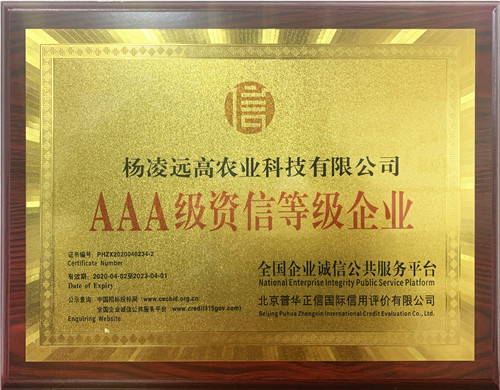 杨凌远高农业科技有限公司
AAA级资信等级企业
证书编号: PHZX2020040234-2
Certificate Number
有效期: 2020-04-02至2023-04-01
Date of Expiry
公示查询: 中国招标投标网 :www.cecbid.org.cn
全国企业诚信公共服务平台 :www.credit315gov.com
Enquiring Website
全国企业诚信公共服务平台
National Enterprise Integrity Public Service Platform
北京普华正信国际信用评价有限公司
Beijing Puhua Zhengxin International Credit Evaluation Co., Ltd.